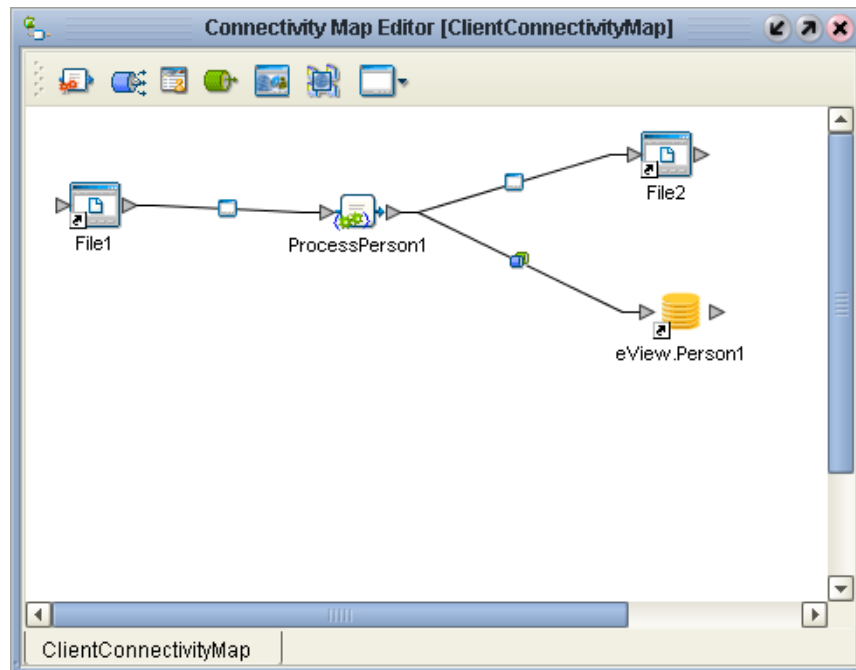 Connectivity Map Editor [ClientConnectivityMap]
File2
File1
ProcessPerson1
eView.Person1
ClientConnectivityMap